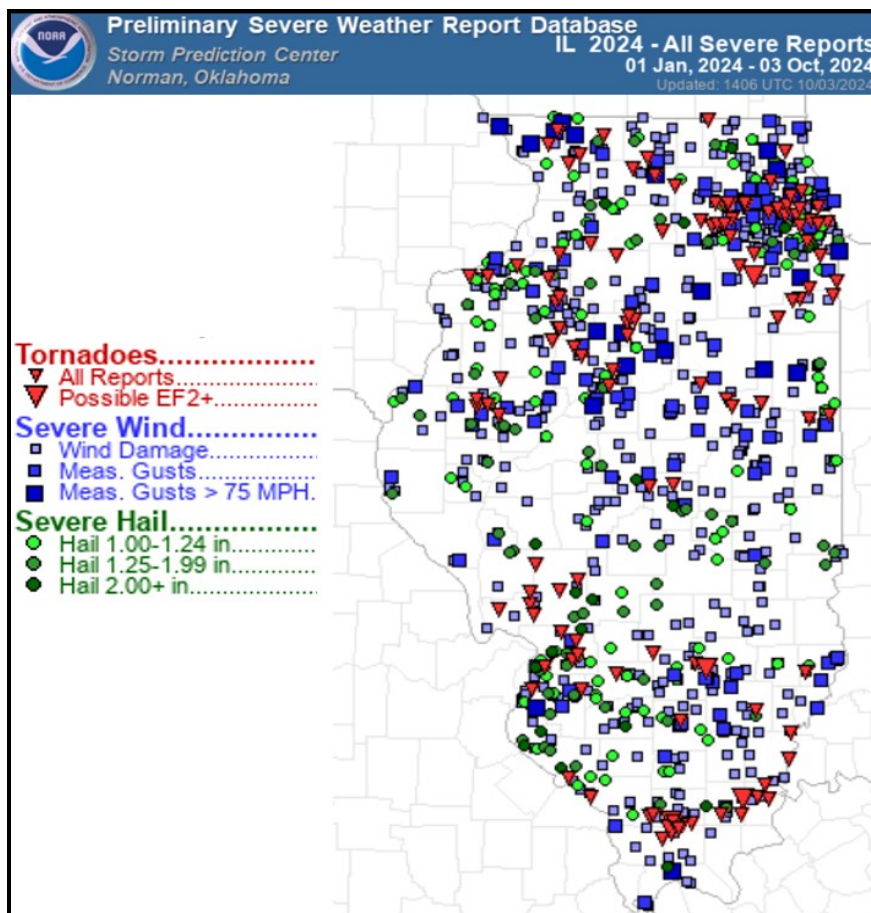 NOAA
Preliminary Severe Weather Report Database
Storm Prediction Center
Norman, Oklahoma
IL 2024 - All Severe Reports
01 Jan, 2024 - 03 Oct, 2024
Updated: 1406 UTC 10/03/2024
Tornadoes..................
All Reports...................
Possible EF2+..............
Severe Wind...............
Wind Damage..............
Meas. Gusts................
Meas. Gusts > 75 MPH.
Severe Hail.................
Hail 1.00-1.24 in............
Hail 1.25-1.99 in............
Hail 2.00+ in..................